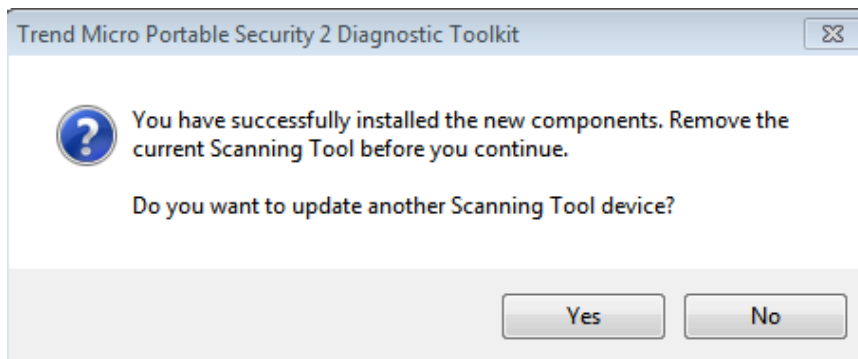 Trend Micro Portable Security 2 Diagnostic Toolkit
You have successfully installed the new components. Remove the
current Scanning Tool before you continue.
Do you want to update another Scanning Tool device?
Yes
No